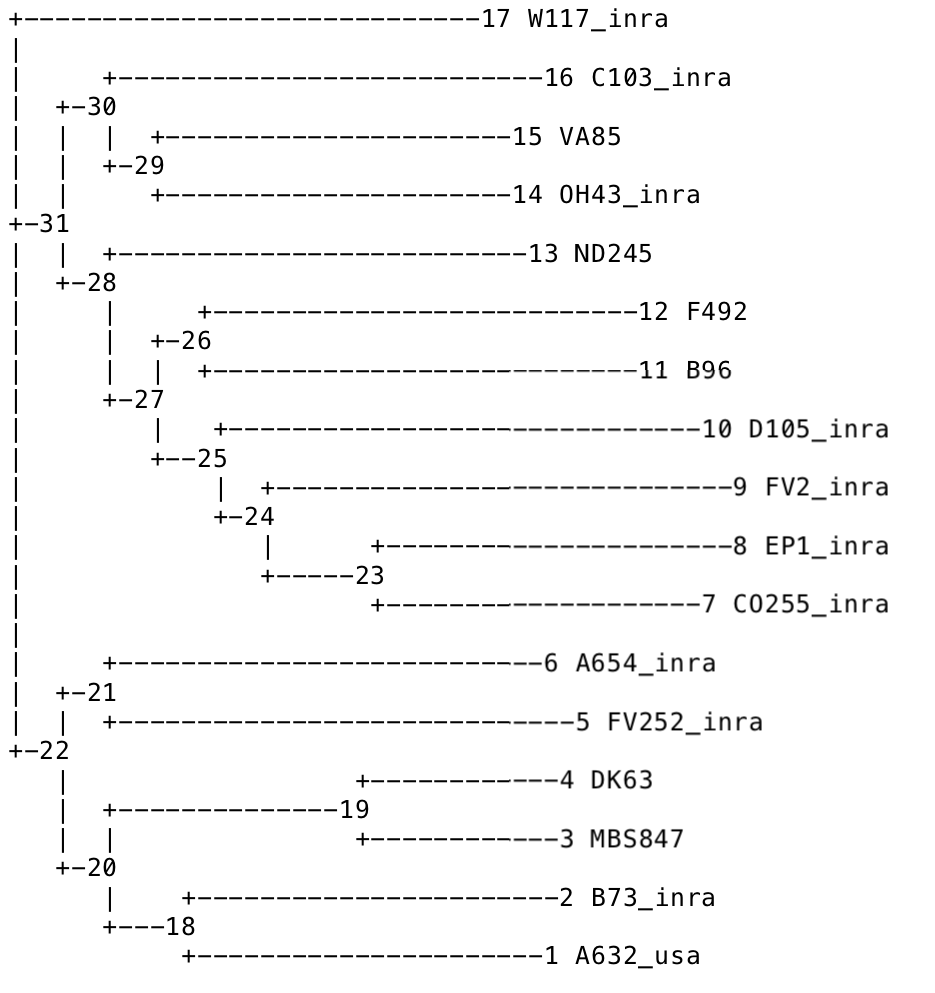 17 W117_inra
16 C103_inra
30
15 VA85
29
14 OH43_inra
31
13 ND245
28
12 F492
26
11 B96
27
10 D105_inra
25
9 FV2_inra
24
8 EP1_inra
23
7 CO255_inra
6 A654_inra
21
5 FV252_inra
22
4 DK63
19
3 MBS847
20
2 B73_inra
18
1 A632_usa